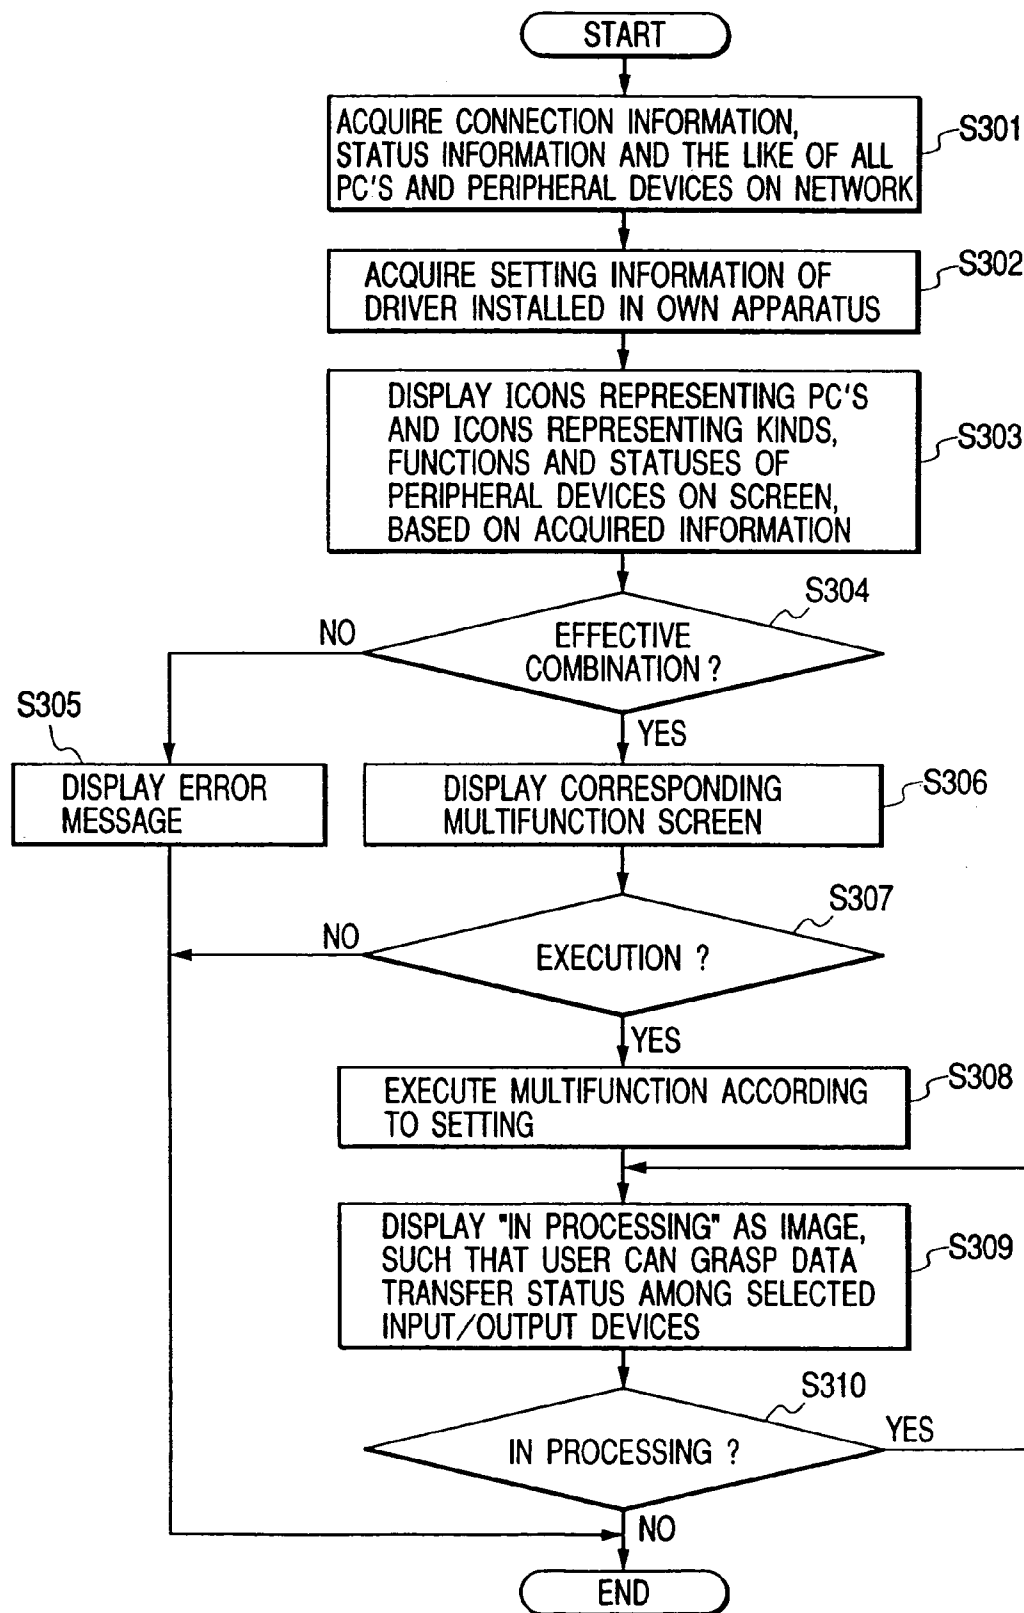 START
ACQUIRE CONNECTION INFORMATION,
STATUS INFORMATION AND THE LIKE OF ALL
PC'S AND PERIPHERAL DEVICES ON NETWORK
S301
ACQUIRE SETTING INFORMATION OF
DRIVER INSTALLED IN OWN APPARATUS
S302
DISPLAY ICONS REPRESENTING PC'S
AND ICONS REPRESENTING KINDS,
FUNCTIONS AND STATUSES OF
PERIPHERAL DEVICES ON SCREEN,
BASED ON ACQUIRED INFORMATION
S303
S304
NO
EFFECTIVE
COMBINATION ?
YES
S305
DISPLAY ERROR
MESSAGE
DISPLAY CORRESPONDING
MULTIFUNCTION SCREEN
S306
S307
NO
EXECUTION ?
YES
EXECUTE MULTIFUNCTION ACCORDING
TO SETTING
S308
DISPLAY "IN PROCESSING" AS IMAGE,
SUCH THAT USER CAN GRASP DATA
TRANSFER STATUS AMONG SELECTED
INPUT/OUTPUT DEVICES
S309
S310
IN PROCESSING ?
YES
NO
END